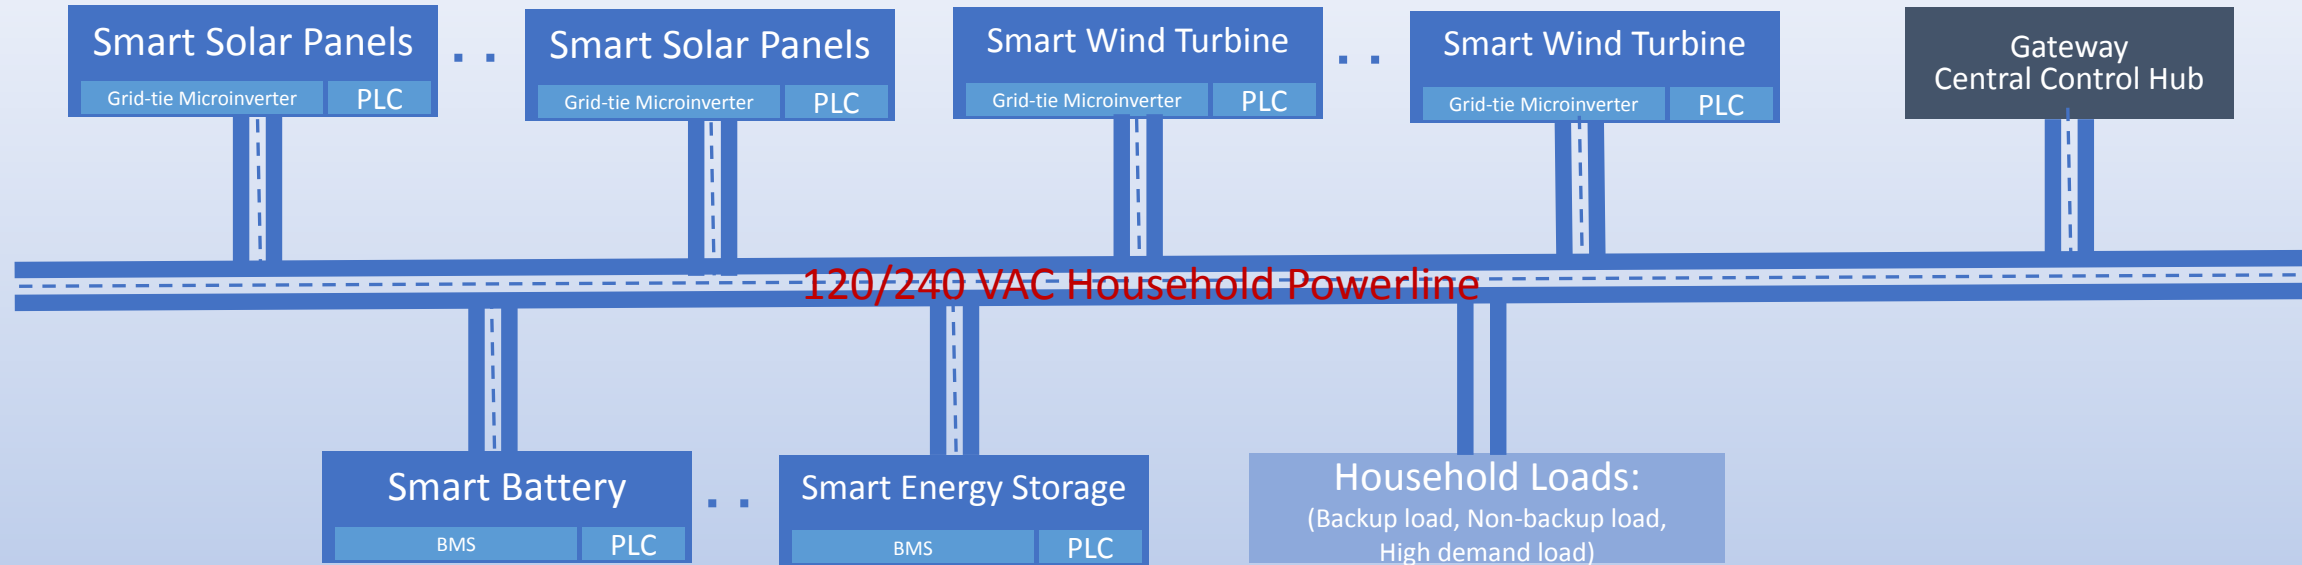 Smart Solar Panels
Grid-tie Microinverter
PLC
Smart Solar Panels
Grid-tie Microinverter
PLC
Smart Wind Turbine
Grid-tie Microinverter
PLC
Smart Wind Turbine
Grid-tie Microinverter
PLC
Gateway
Central Control Hub
120/240 VAC Household Powerline
Smart Battery
BMS
PLC
Smart Energy Storage
BMS
PLC
Household Loads:
(Backup load, Non-backup load,
High demand load)